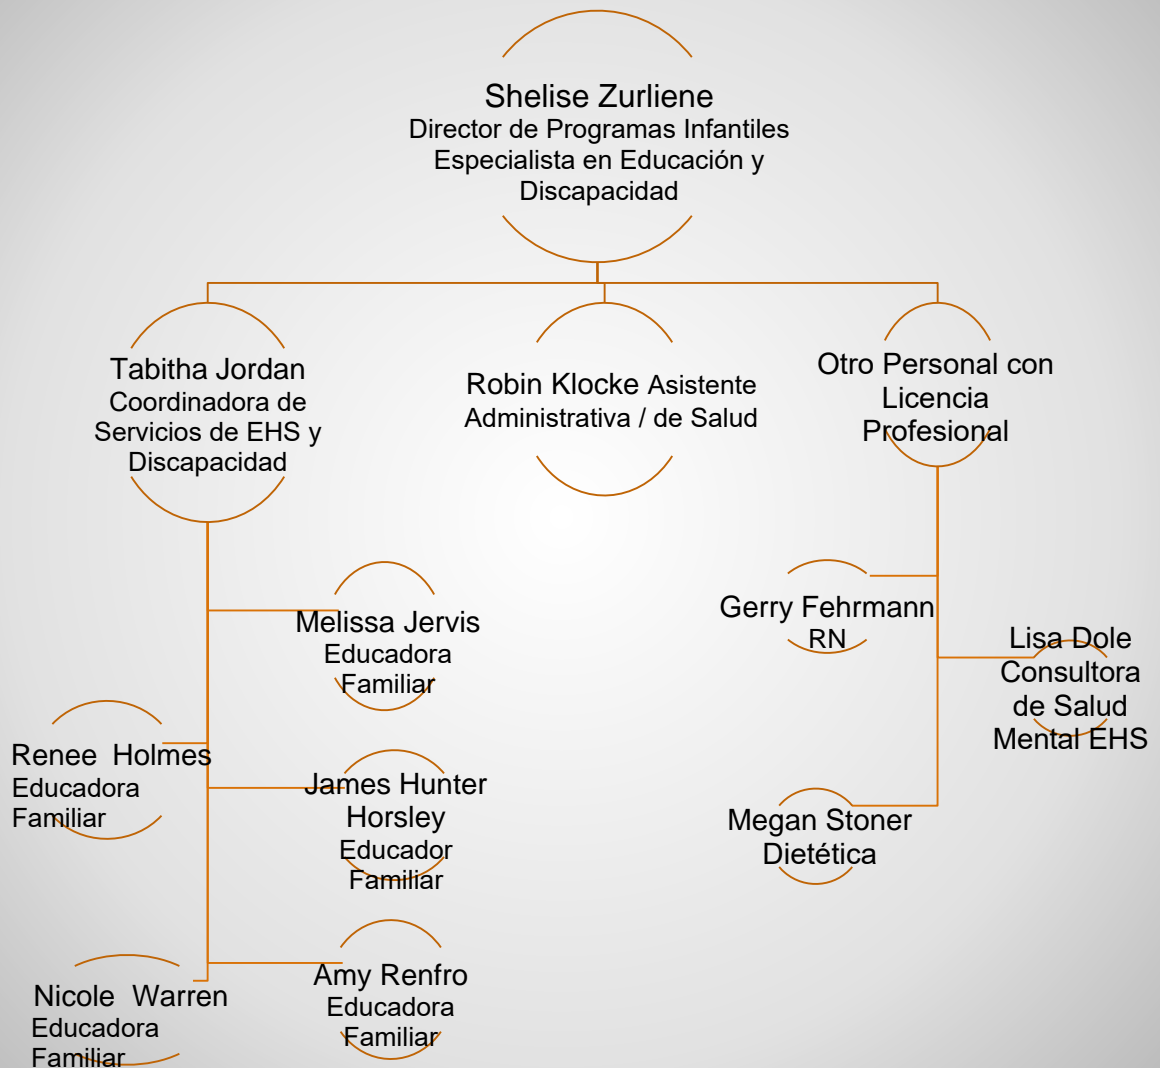 Shelise Zurliene
Director de Programas Infantiles
Especialista en Educación y
Discapacidad
Tabitha Jordan
Coordinadora de
Servicios de EHS y
Discapacidad
Robin Klocke Asistente
Administrativa / de Salud
Otro Personal con
Licencia
Profesional
Melissa Jervis
Educadora
Familiar
Renee Holmes
Educadora
Familiar
James Hunter
Horsley
Educador
Familiar
Nicole Warren
Educadora
Familiar
Amy Renfro
Educadora
Familiar
Gerry Fehrmann
RN
Lisa Dole
Consultora
de Salud
Mental EHS
Megan Stoner
Dietética